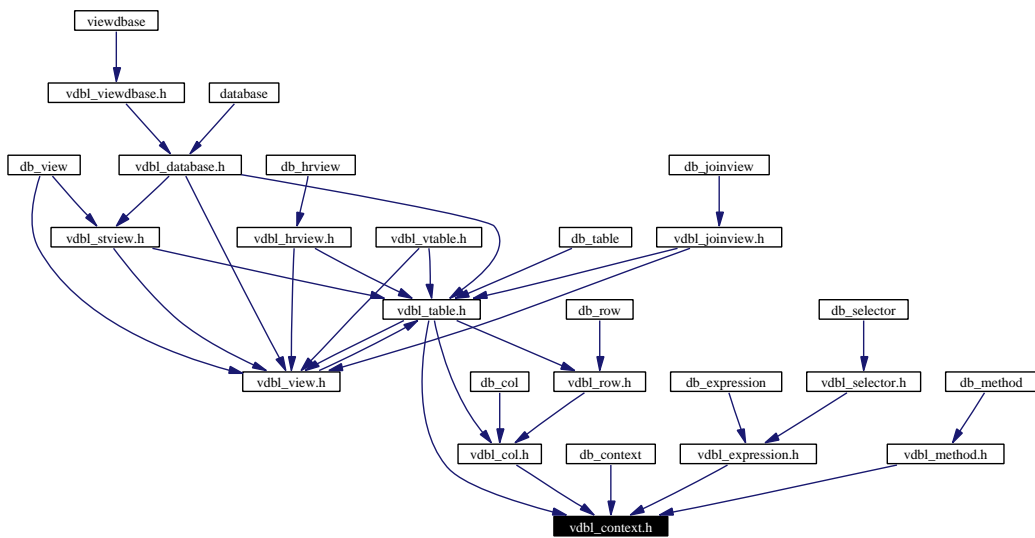 viewdbase
vdbl_viewdbase.h
database
db_view
vdbl_database.h
db_hrview
db_joinview
vdbl_stview.h
vdbl_hrview.h
vdbl_vtable.h
db_table
vdbl_joinview.h
vdbl_table.h
db_row
db_selector
vdbl_view.h
db_col
vdbl_row.h
db_expression
vdbl_selector.h
db_method
vdbl_col.h
db_context
vdbl_expression.h
vdbl_method.h
vdbl_context.h